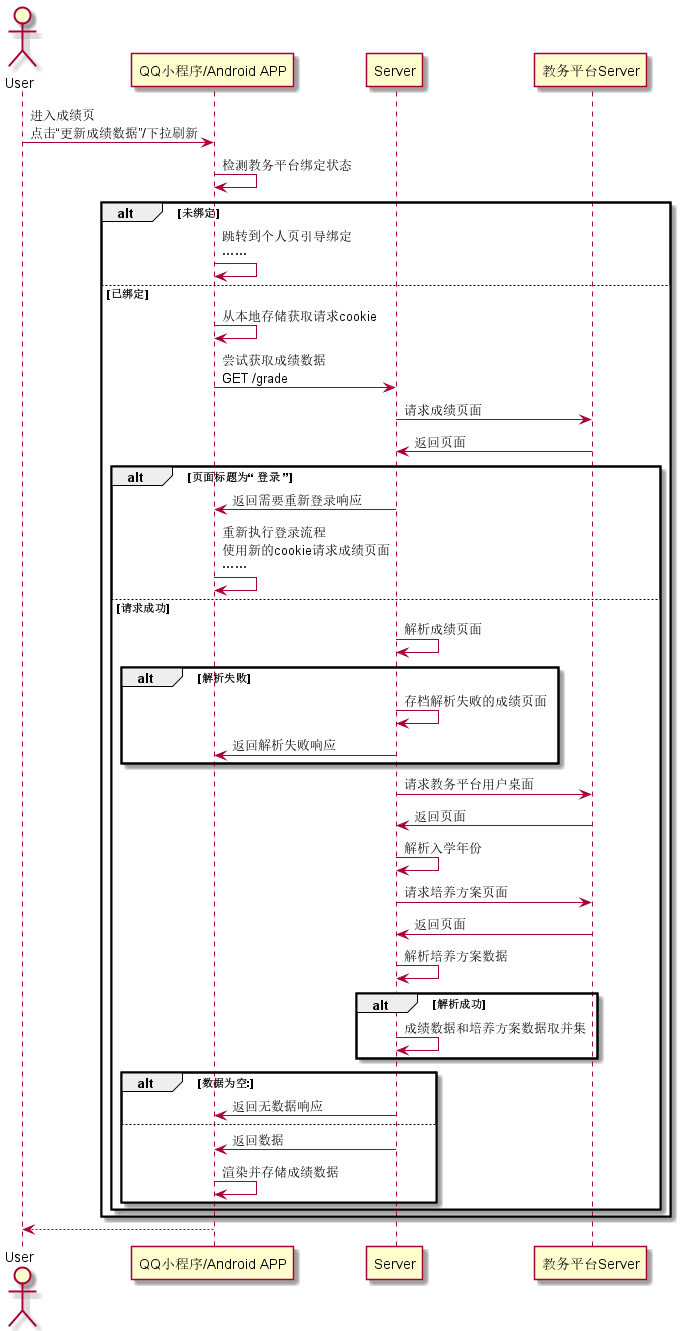 User
QQ小程序/Android APP
Server
教务平台Server
进入成绩页
点击“更新成绩数据”/下拉刷新
检测教务平台绑定状态
alt [未绑定]
跳转到个人页引导绑定
……
[已绑定]
从本地存储获取请求cookie
尝试获取成绩数据
GET /grade
请求成绩页面
返回页面
alt [页面标题为“ 登录 ”]
返回需要重新登录响应
重新执行登录流程
使用新的cookie请求成绩页面
……
[请求成功]
解析成绩页面
alt [解析失败]
存档解析失败的成绩页面
返回解析失败响应
请求教务平台用户桌面
返回页面
解析入学年份
请求培养方案页面
返回页面
解析培养方案数据
alt [解析成功]
成绩数据和培养方案数据取并集
alt [数据为空:]
返回无数据响应
返回数据
渲染并存储成绩数据
User
QQ小程序/Android APP
Server
教务平台Server